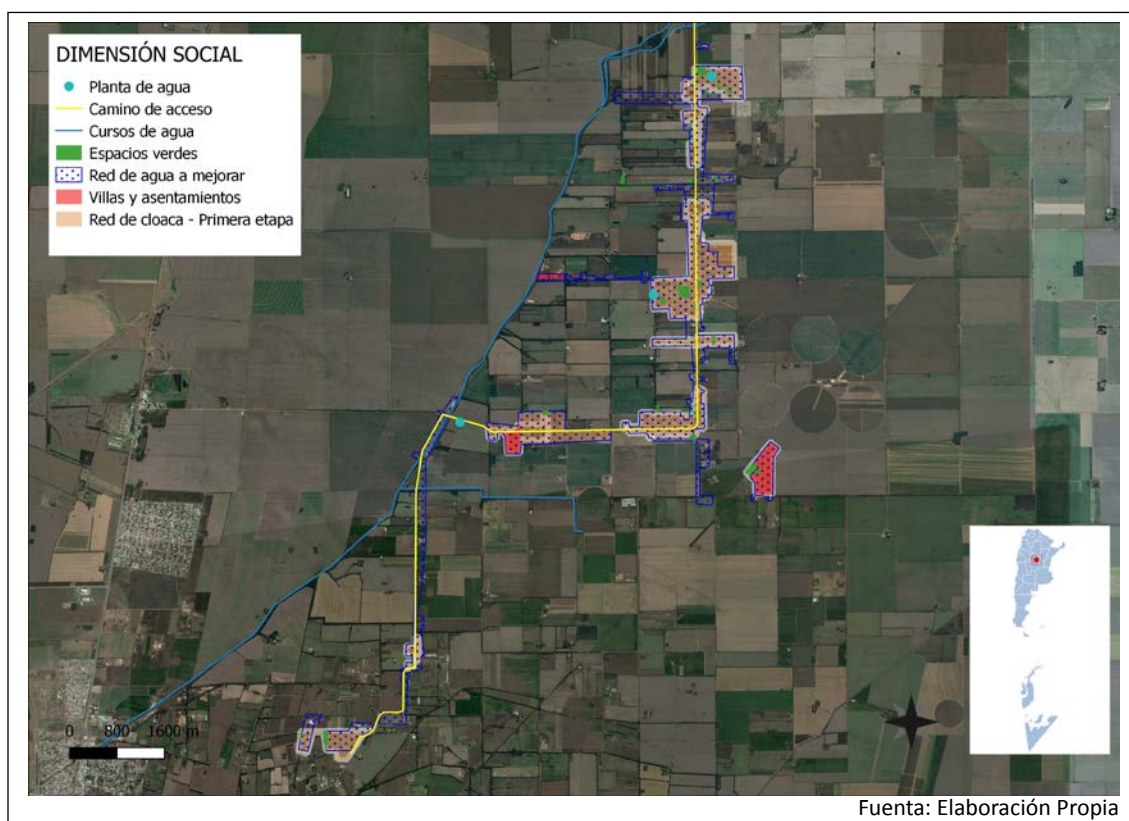 DIMENSIÓN SOCIAL
Planta de agua
Camino de acceso
Cursos de agua
Espacios verdes
Red de agua a mejorar
Villas y asentamientos
Red de cloaca - Primera etapa
0 800 1600 m
Fuenta: Elaboración Propia